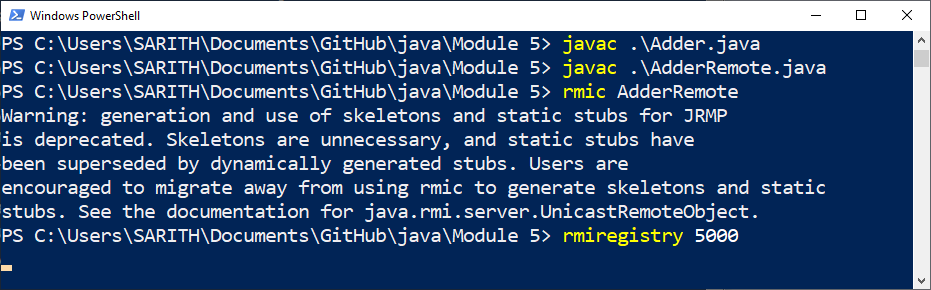 Windows PowerShell
PS C:\Users\SARITH\Documents\GitHub\java\Module 5> javac .\Adder.java
PS C:\Users\SARITH\Documents\GitHub\java\Module 5> javac .\AdderRemote.java
PS C:\Users\SARITH\Documents\GitHub\java\Module 5> rmic AdderRemote
Warning: generation and use of skeletons and static stubs for JRMP
is deprecated. Skeletons are unnecessary, and static stubs have
been superseded by dynamically generated stubs. Users are
encouraged to migrate away from using rmic to generate skeletons and static
stubs. See the documentation for java.rmi.server.UnicastRemoteObject.
PS C:\Users\SARITH\Documents\GitHub\java\Module 5> rmiregistry 5000